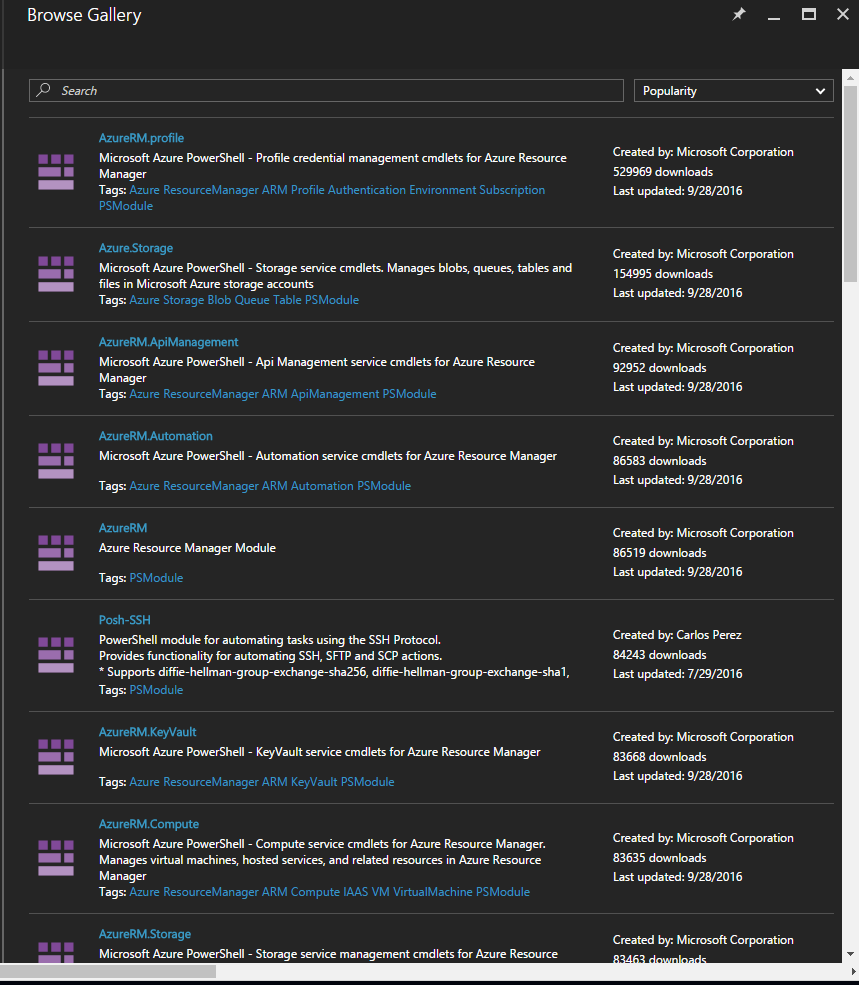 Browse Gallery
Search
Popularity
AzureRM.profile
Microsoft Azure PowerShell - Profile credential management cmdlets for Azure Resource
Manager
Tags: Azure ResourceManager ARM Profile Authentication Environment Subscription
PSModule
Created by: Microsoft Corporation
529969 downloads
Last updated: 9/28/2016
Azure.Storage
Microsoft Azure PowerShell - Storage service cmdlets. Manages blobs, queues, tables and
files in Microsoft Azure storage accounts
Tags: Azure Storage Blob Queue Table PSModule
Created by: Microsoft Corporation
154995 downloads
Last updated: 9/28/2016
AzureRM.ApiManagement
Microsoft Azure PowerShell - Api Management service cmdlets for Azure Resource
Manager
Tags: Azure ResourceManager ARM ApiManagement PSModule
Created by: Microsoft Corporation
92952 downloads
Last updated: 9/28/2016
AzureRM.Automation
Microsoft Azure PowerShell - Automation service cmdlets for Azure Resource Manager
Tags: Azure ResourceManager ARM Automation PSModule
Created by: Microsoft Corporation
86583 downloads
Last updated: 9/28/2016
AzureRM
Azure Resource Manager Module
Tags: PSModule
Created by: Microsoft Corporation
86519 downloads
Last updated: 9/28/2016
Posh-SSH
PowerShell module for automating tasks using the SSH Protocol.
Provides functionality for automating SSH, SFTP and SCP actions.
* Supports diffie-hellman-group-exchange-sha256, diffie-hellman-group-exchange-sha1,
Tags: PSModule
Created by: Carlos Perez
84243 downloads
Last updated: 7/29/2016
AzureRM.KeyVault
Microsoft Azure PowerShell - KeyVault service cmdlets for Azure Resource Manager
Tags: Azure ResourceManager ARM KeyVault PSModule
Created by: Microsoft Corporation
83668 downloads
Last updated: 9/28/2016
AzureRM.Compute
Microsoft Azure PowerShell - Compute service cmdlets for Azure Resource Manager.
Manages virtual machines, hosted services, and related resources in Azure Resource
Manager
Tags: Azure ResourceManager ARM Compute IAAS VM VirtualMachine PSModule
Created by: Microsoft Corporation
83635 downloads
Last updated: 9/28/2016
AzureRM.Storage
Microsoft Azure PowerShell - Storage service management cmdlets for Azure Resource
Created by: Microsoft Corporation
83463 downloads